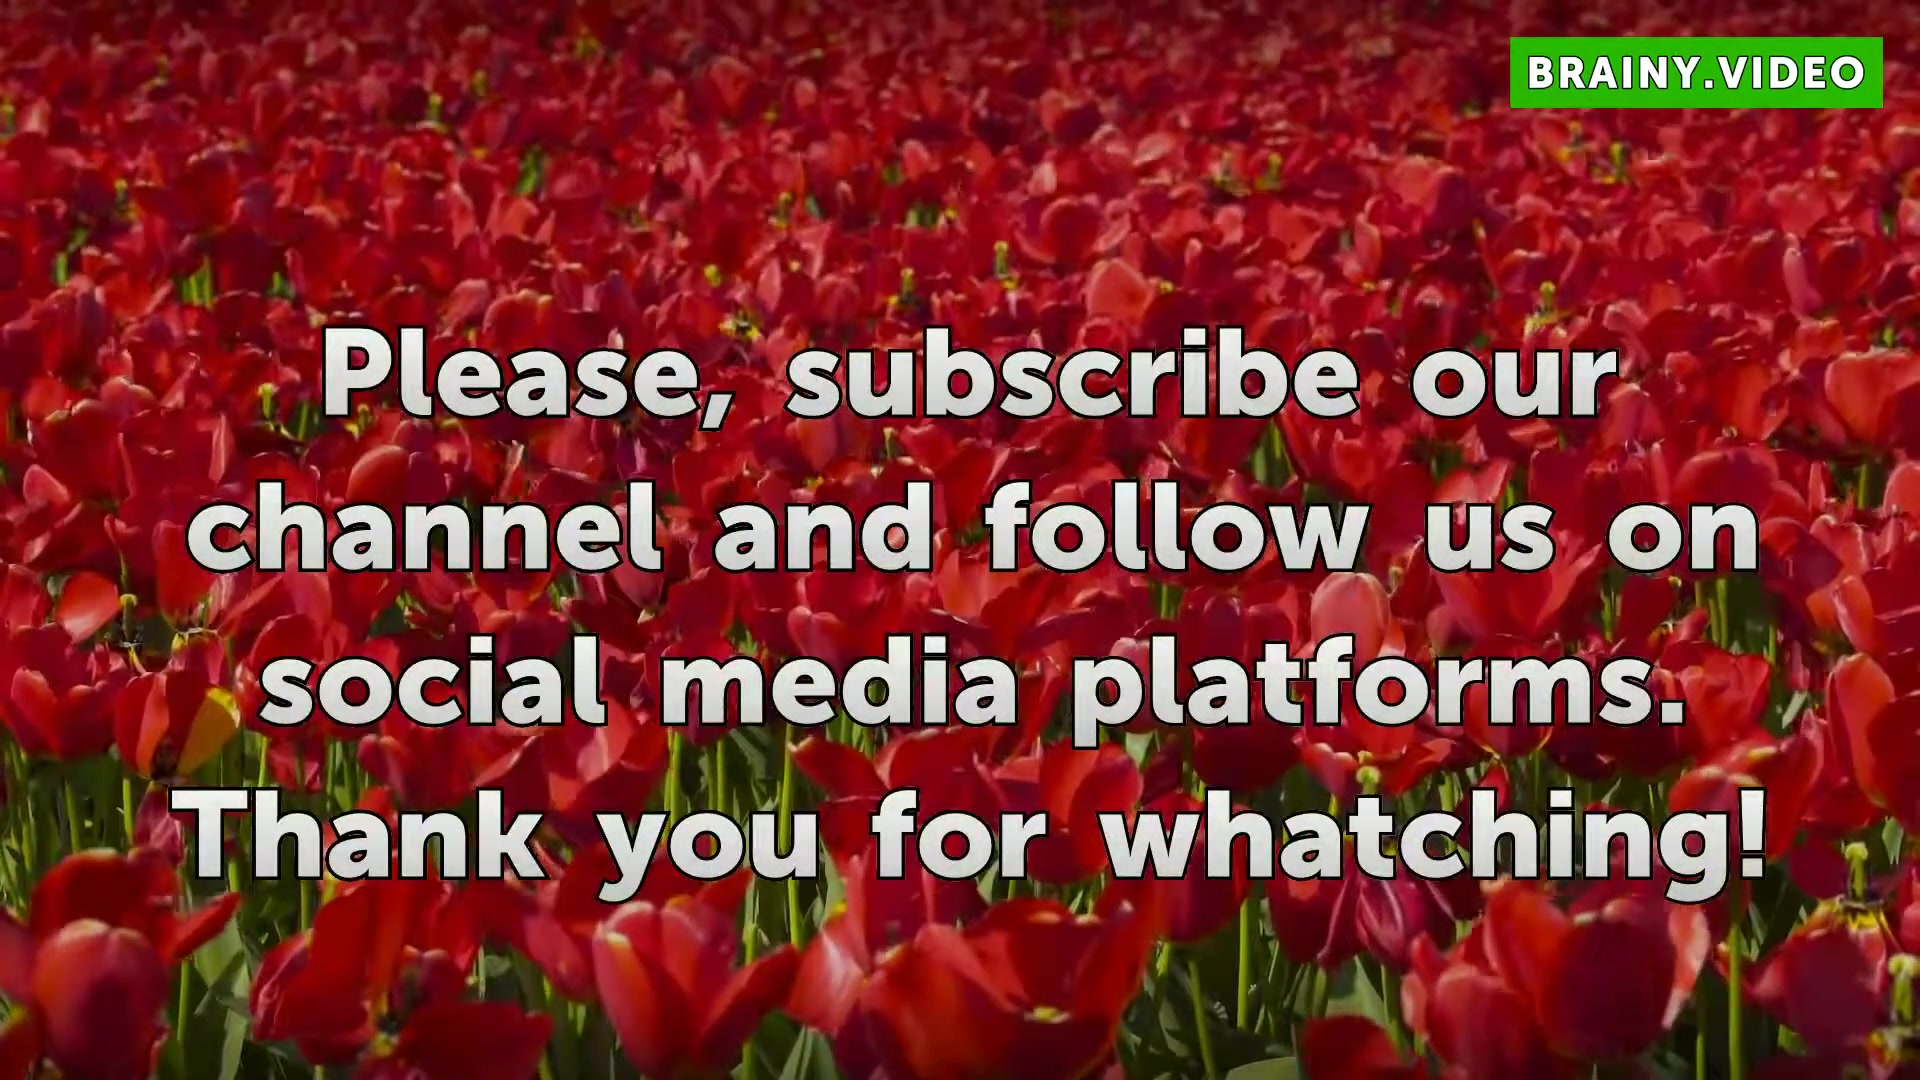 BRAINY.VIDEO
Please, subscribe our
channel and follow us on
social media platforms.
Thank you for whatching!